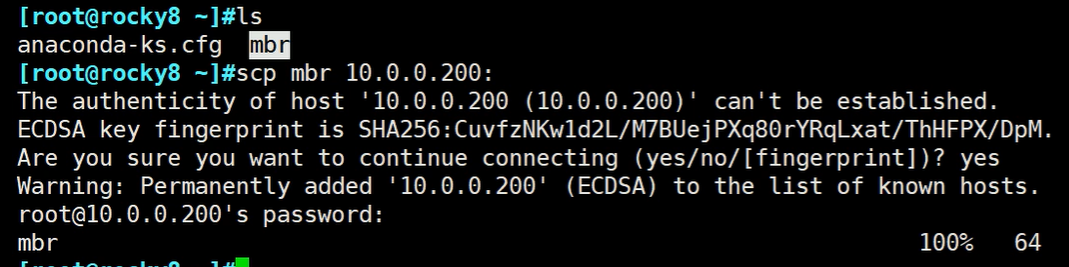 [root@rocky8 ~]#ls
anaconda-ks.cfg  mbr
[root@rocky8 ~]#scp mbr 10.0.0.200:
The authenticity of host '10.0.0.200 (10.0.0.200)' can't be established.
ECDSA key fingerprint is SHA256:CuvfzNKw1d2L/M7BUejPXq80rYRqLxat/ThHFPX/DpM.
Are you sure you want to continue connecting (yes/no/[fingerprint])? yes
Warning: Permanently added '10.0.0.200' (ECDSA) to the list of known hosts.
root@10.0.0.200's password:
mbr 100% 64
[root@rocky8 ~]#